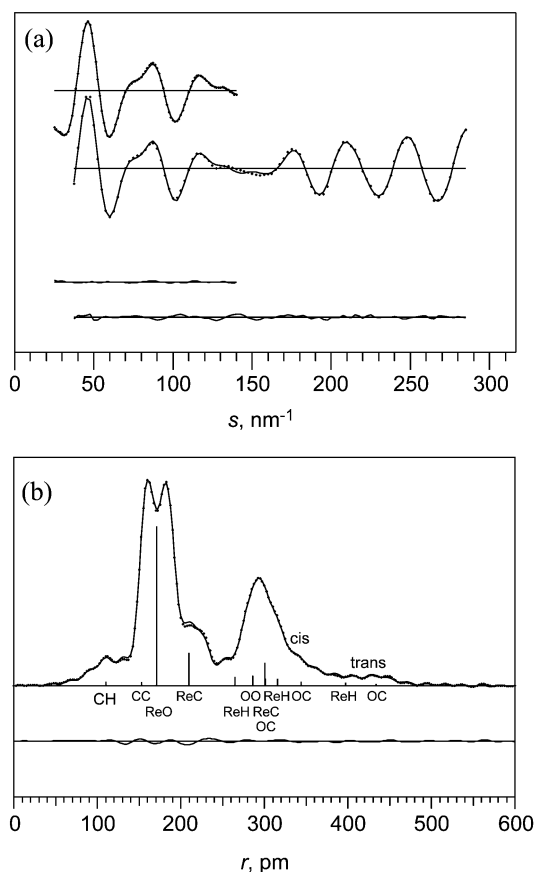 (a)
0 50 100 150 200 250 300
s, nm-1
(b)
cis
trans
CH CC ReC OO ReH OC ReH OC
ReO ReH ReC
OC
0 100 200 300 400 500 600
r, pm